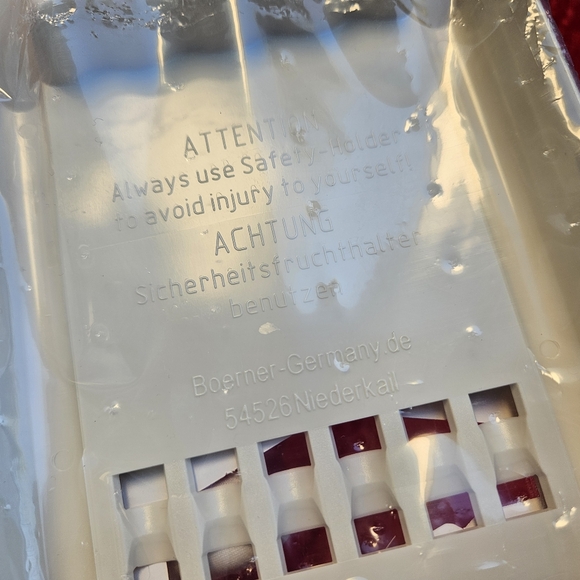 ATTENTION
Always use Safety-Holder
to avoid injury to yourself!
ACHTUNG
Sicherheitsfruchthalter
benutzen
Boerner-Germany.de
54526 Niederkail